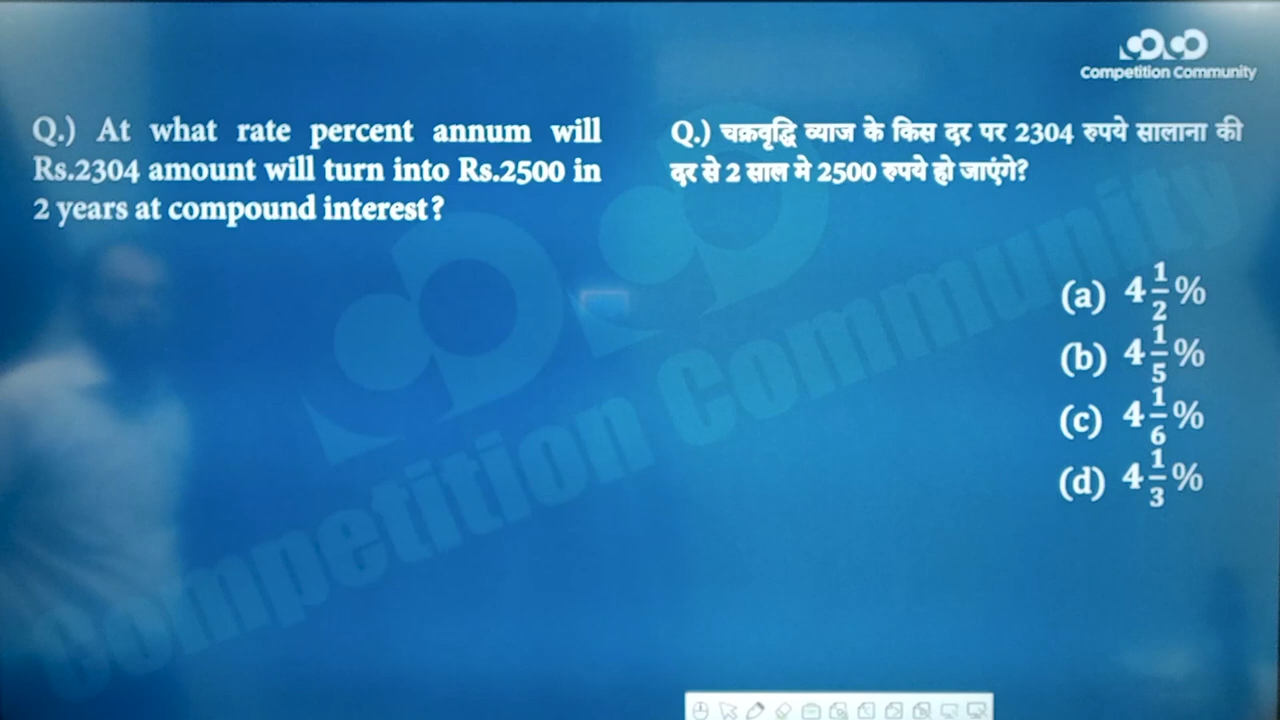 Competition Community
Q.) At what rate percent annum will
Rs.2304 amount will turn into Rs.2500 in
2 years at compound interest?
Q.) चक्रवृद्धि ब्याज के किस दर पर 2304 रुपये सालाना की
दर से 2 साल मे 2500 रुपये हो जाएंगे?
(a) 4 1/2 %
(b) 4 1/5 %
(c) 4 1/6 %
(d) 4 1/3 %
Competition Community